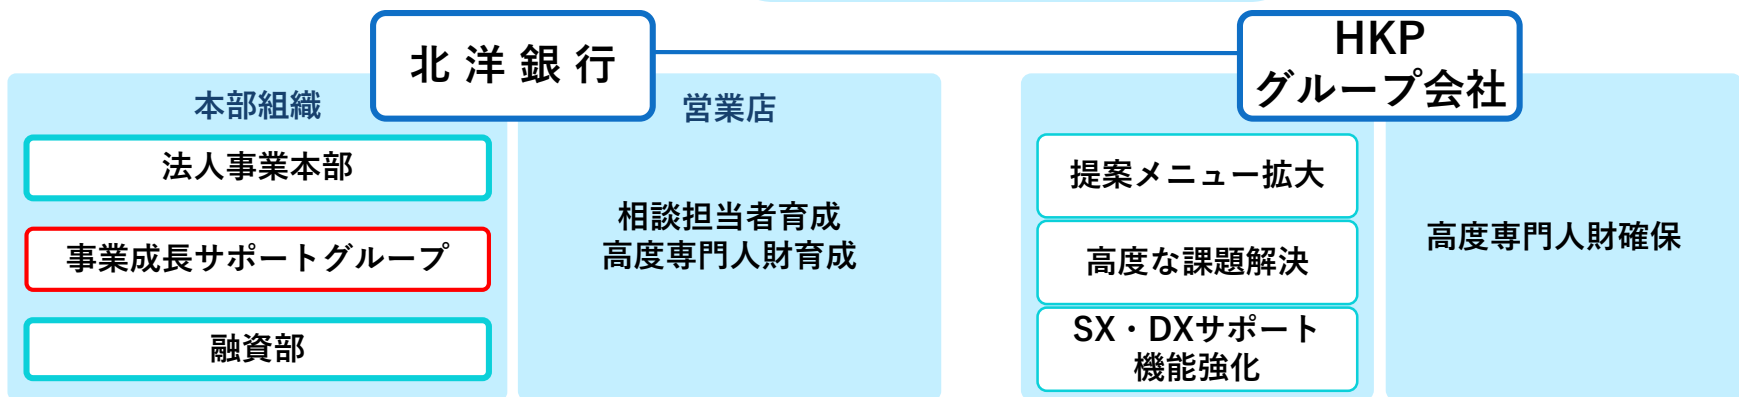 北洋銀行
HKP
グループ会社
本部組織
法人事業本部
事業成長サポートグループ
融資部
営業店
相談担当者育成
高度専門人財育成
提案メニュー拡大
高度な課題解決
SX・DXサポート
機能強化
高度専門人財確保